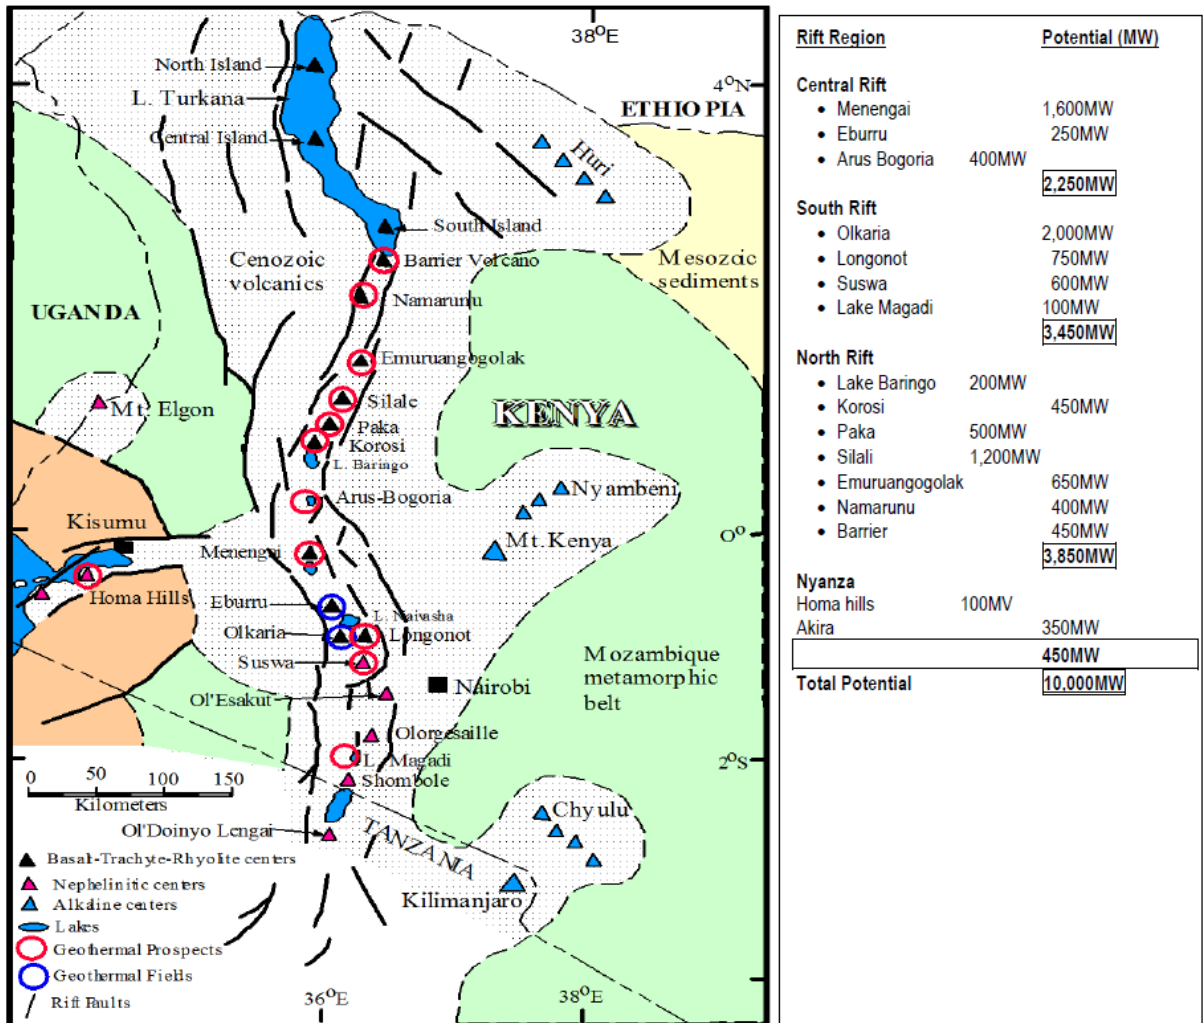 38°E
North Island
L. Turkana
4°N
ETHIOPIA
Central Island
Huri
South Island
Cenozoic
volcanics
Barrier Volcano
Mesozoic
sediments
Namarunu
UGANDA
Emuruangogolak
Mt. Elgon
Silale
KENYA
Paka
Korosi
L. Baringo
Arus-Bogoria
Nyambeni
Kisumu
0°
Mt.Kenya
Menengai
Homa Hills
Eburru
L. Naivasha
Olkaria
Longonot
Suswa
Mozambique
metamorphic
belt
Nairobi
Ol'Esakut
Olorgesaille
L. Magadi
2°S
Shombole
0 50 100 150
Kilometers
Chyulu
Ol'Doinyo Lengai
TANZANIA
Kilimanjaro
Basalt-Trachyte-Rhyolite centers
Nephelinitic centers
Alkaline centers
Lakes
Geothermal Prospects
Geothermal Fields
Rift Faults
36°E
38°E
Rift Region Potential (MW)
Central Rift
• Menengai 1,600MW
• Eburru 250MW
• Arus Bogoria 400MW
2,250MW
South Rift
• Olkaria 2,000MW
• Longonot 750MW
• Suswa 600MW
• Lake Magadi 100MW
3,450MW
North Rift
• Lake Baringo 200MW
• Korosi 450MW
• Paka 500MW
• Silali 1,200MW
• Emuruangogolak 650MW
• Namarunu 400MW
• Barrier 450MW
3,850MW
Nyanza
Homa hills 100MV
Akira 350MW
450MW
Total Potential 10,000MW